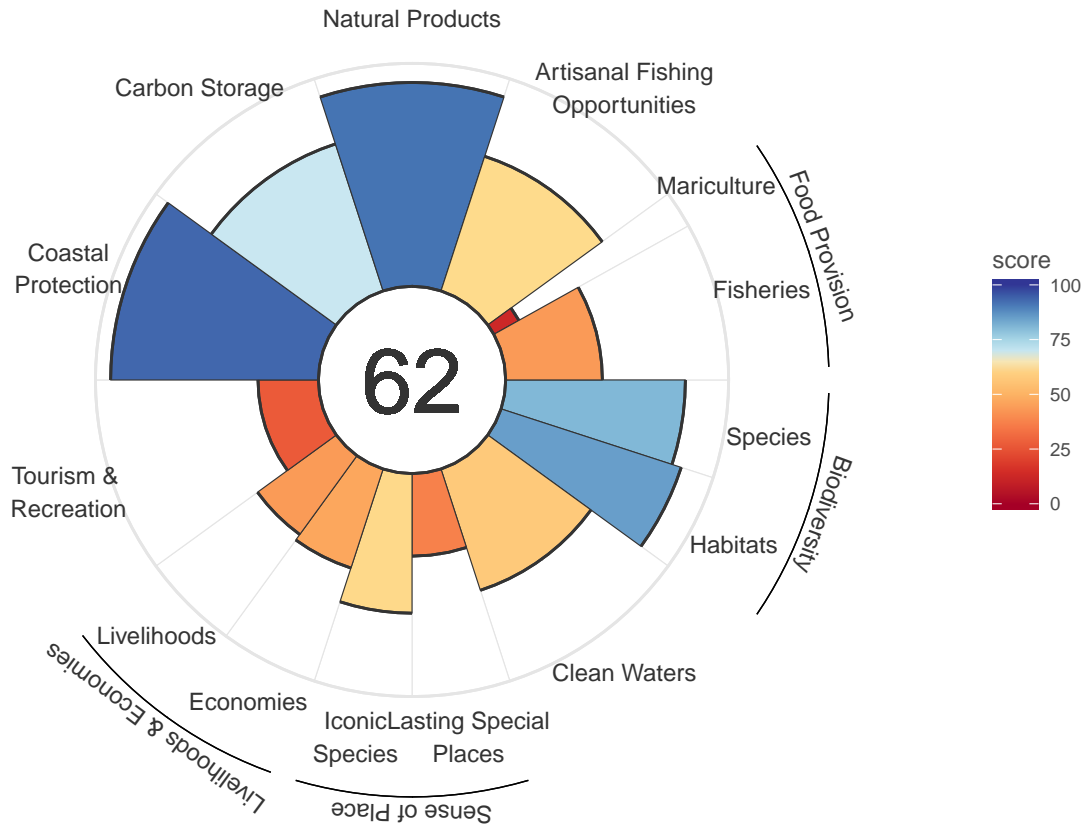 Natural Products
Carbon Storage
Artisanal Fishing
Opportunities
Mariculture
Food Provision
Fisheries
Coastal
Protection
score
100
75
50
25
0
62
Species
Biodiversity
Habitats
Tourism &
Recreation
Clean Waters
Livelihoods
Economies
Livelihoods & Economies
Iconic
Species
Lasting Special
Places
Sense of Place